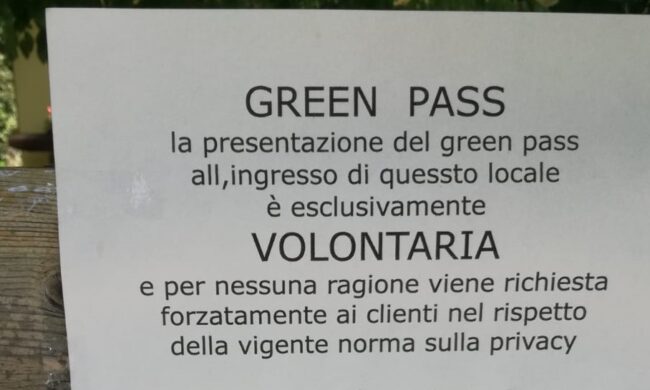 GREEN PASS
la presentazione del green pass
all,ingresso di quessto locale
è esclusivamente
VOLONTARIA
e per nessuna ragione viene richiesta
forzatamente ai clienti nel rispetto
della vigente norma sulla privacy